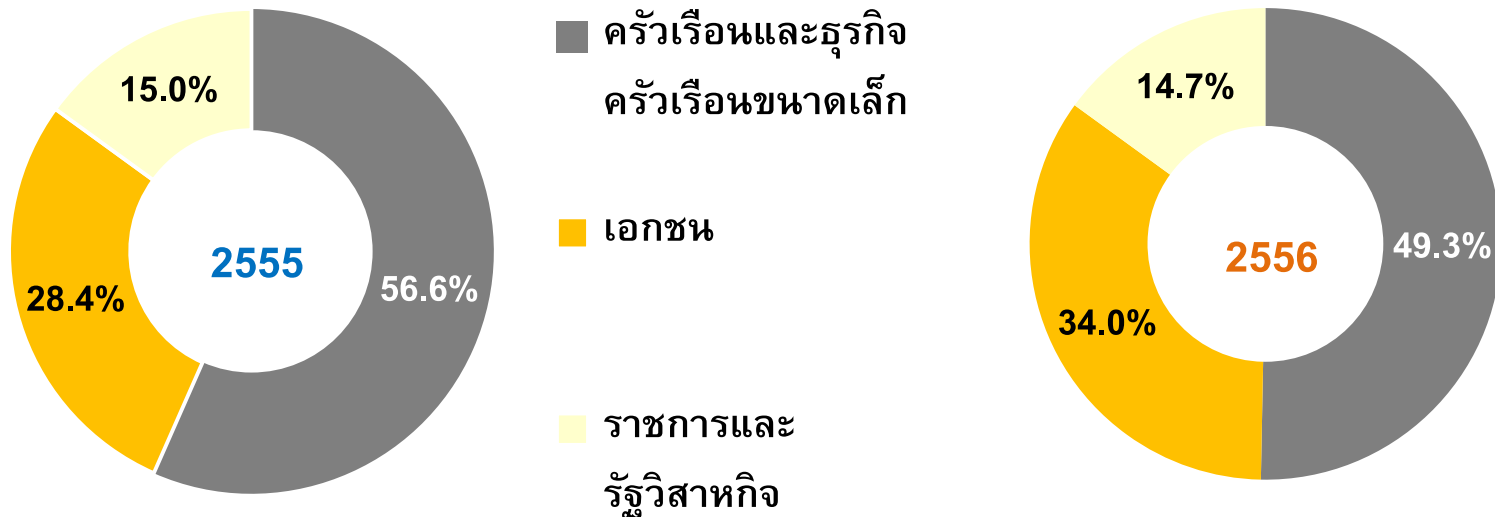 15.0%
28.4%
2555
56.6%
ครัวเรือนและธุรกิจ
ครัวเรือนขนาดเล็ก
เอกชน
ราชการและ
รัฐวิสาหกิจ
14.7%
49.3%
2556
34.0%